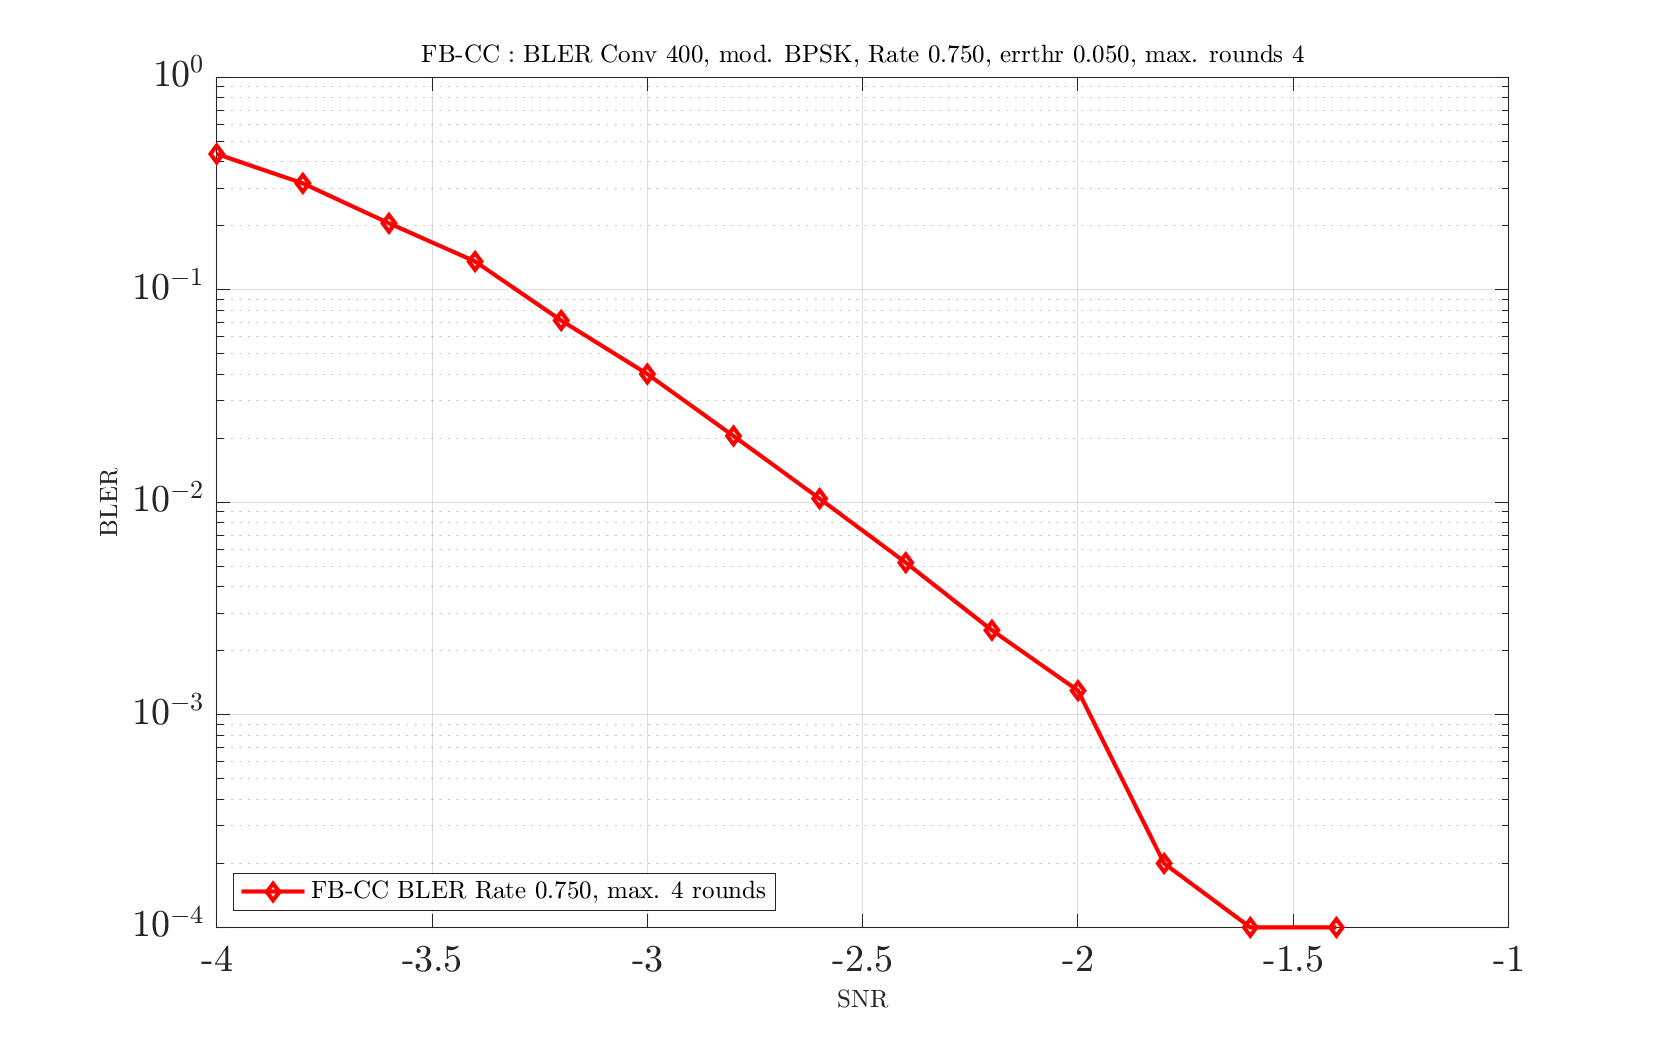 FB-CC : BLER Conv 400, mod. BPSK, Rate 0.750, errthr 0.050, max. rounds 4
10^0
10^-1
10^-2
10^-3
10^-4
BLER
FB-CC BLER Rate 0.750, max. 4 rounds
-4 -3.5 -3 -2.5 -2 -1.5 -1
SNR